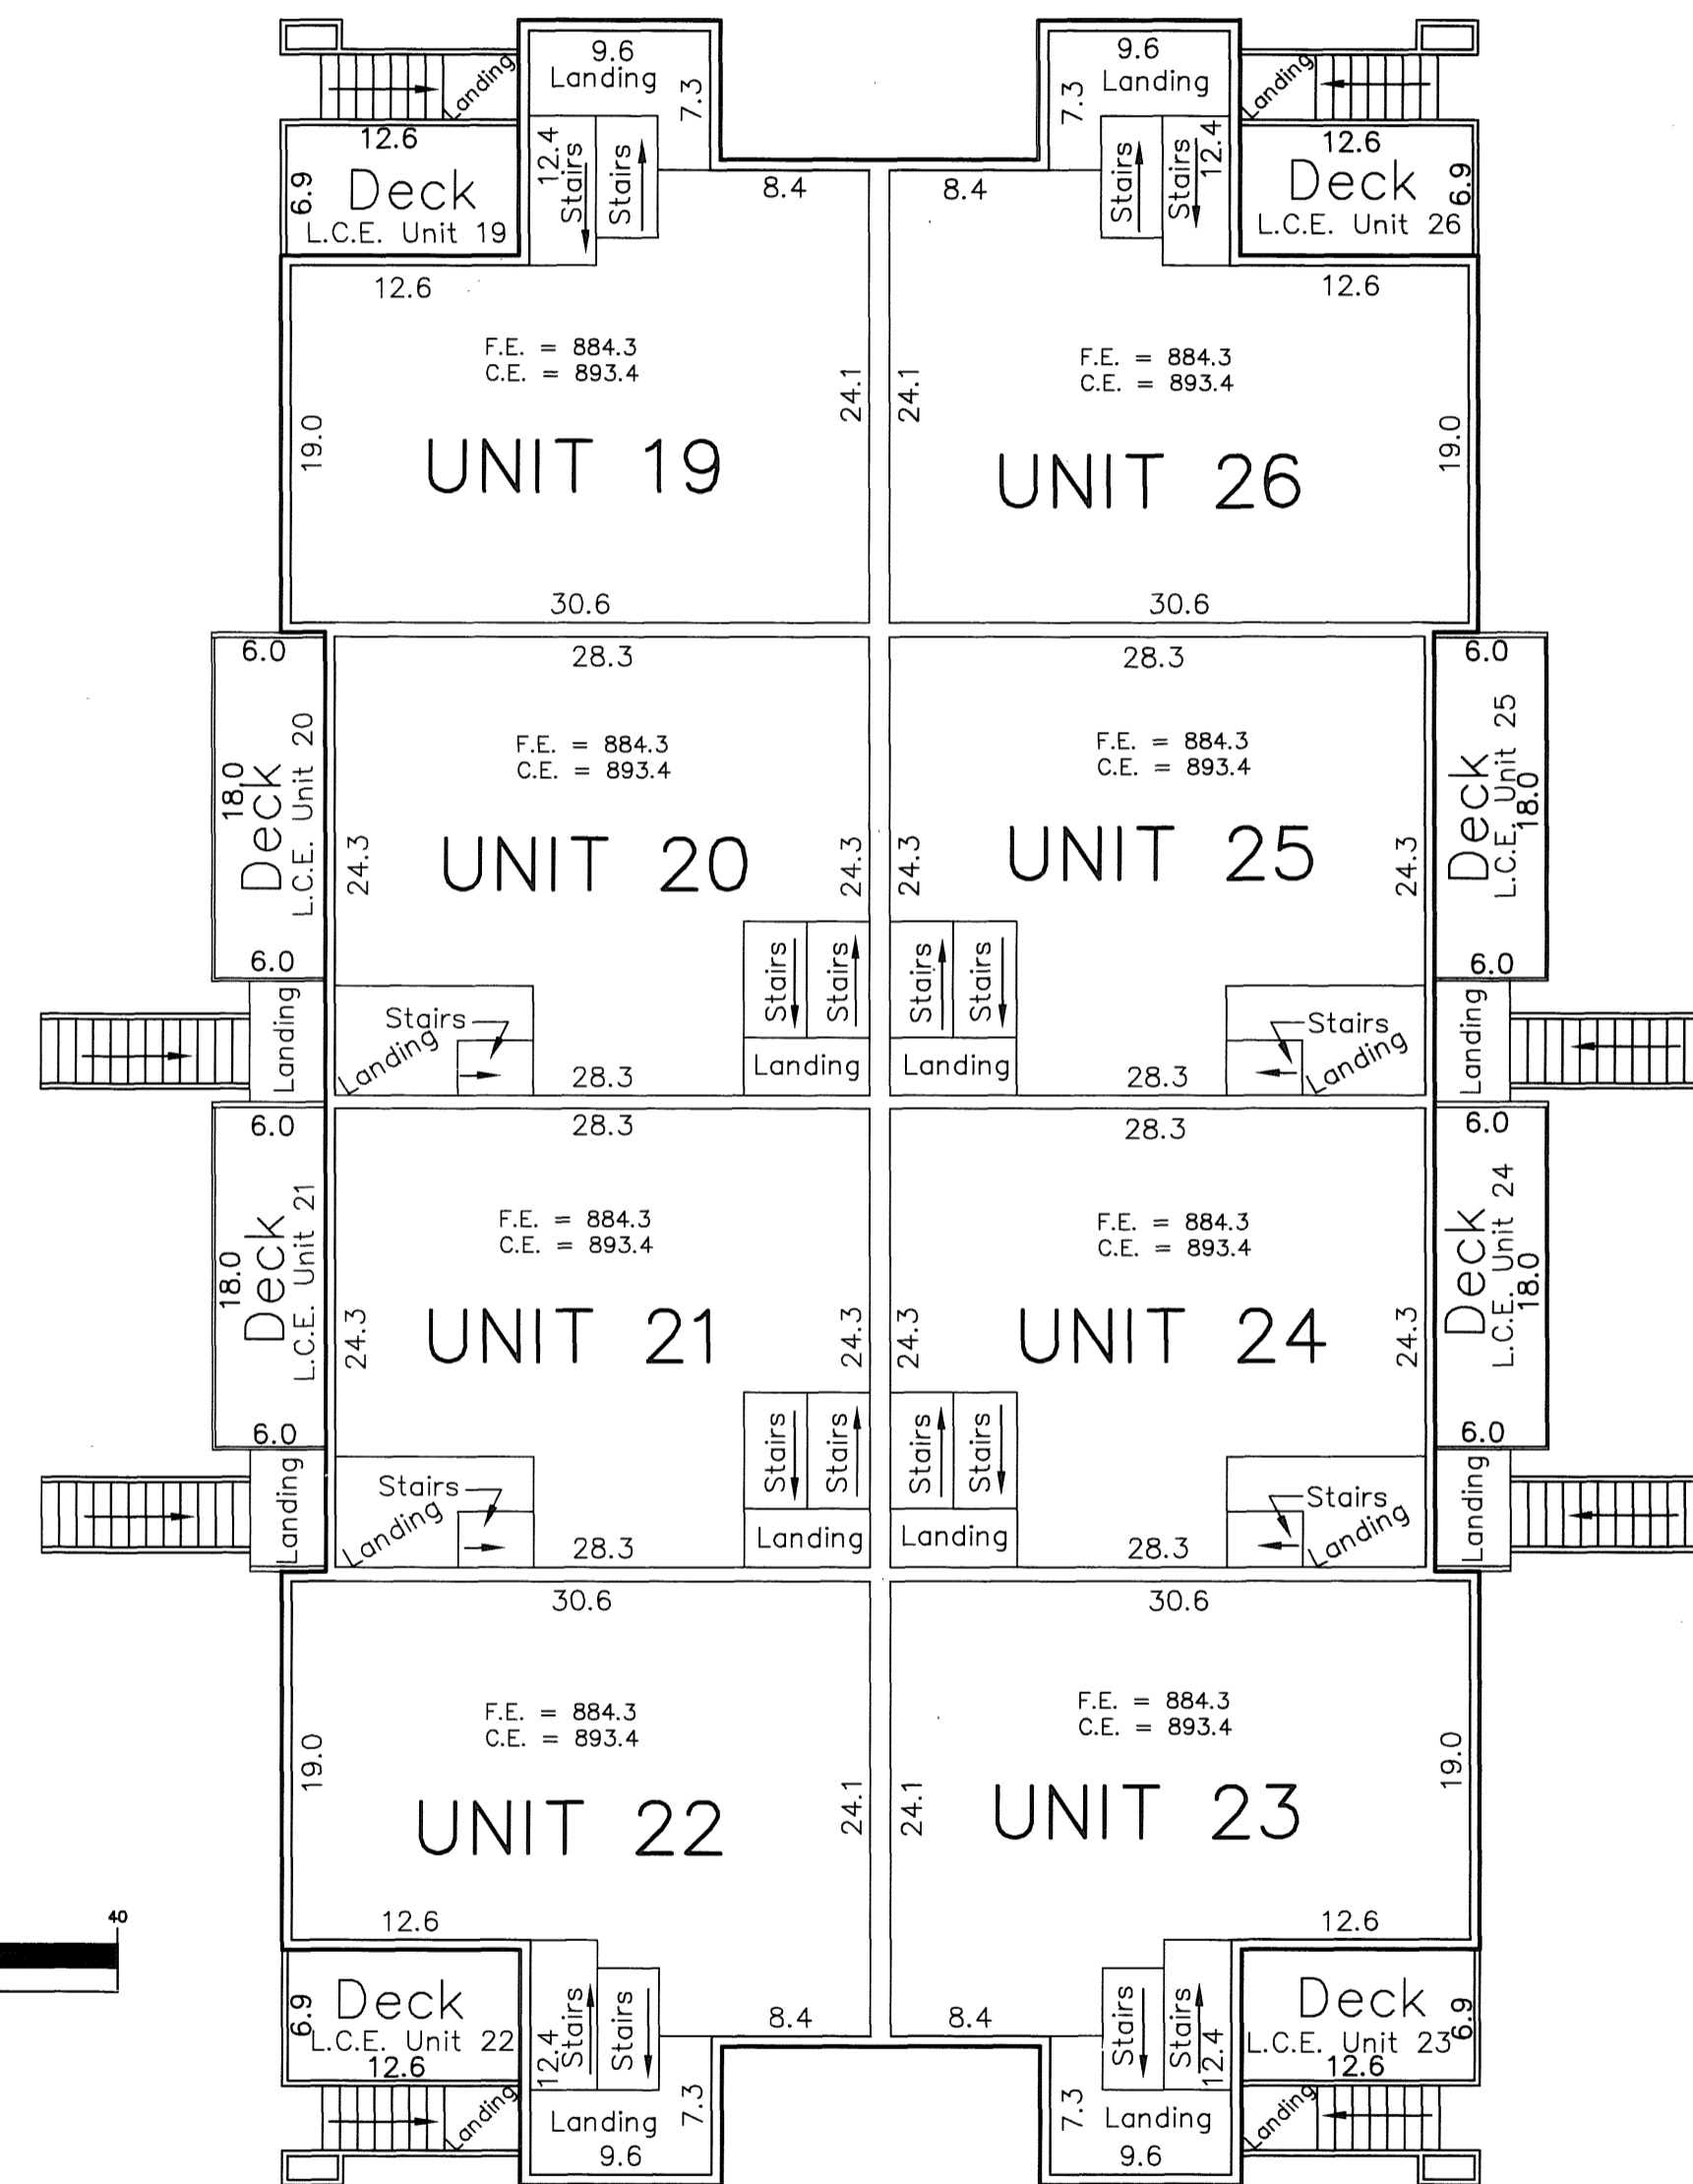 9.6
Landing
7.3
Landing
12.4
Stairs
Stairs
8.4
12.6
6.9
Deck
L.C.E. Unit 19
12.6
F.E. = 884.3
C.E. = 893.4
19.0
24.1
UNIT 19
30.6
9.6
Landing
7.3
Landing
Stairs
Stairs
12.4
8.4
12.6
Deck
6.9
L.C.E. Unit 26
12.6
F.E. = 884.3
C.E. = 893.4
24.1
19.0
UNIT 26
30.6
6.0
18.0
Deck
L.C.E. Unit 20
6.0
Landing
28.3
F.E. = 884.3
C.E. = 893.4
24.3
UNIT 20
24.3
Stairs
Stairs
Stairs
Landing
Landing
28.3
28.3
F.E. = 884.3
C.E. = 893.4
24.3
UNIT 25
24.3
Stairs
Stairs
Stairs
Landing
Landing
28.3
6.0
Deck
L.C.E. Unit 25
18.0
6.0
Landing
6.0
18.0
Deck
L.C.E. Unit 21
6.0
Landing
28.3
F.E. = 884.3
C.E. = 893.4
24.3
UNIT 21
24.3
Stairs
Stairs
Stairs
Landing
Landing
28.3
28.3
F.E. = 884.3
C.E. = 893.4
24.3
UNIT 24
24.3
Stairs
Stairs
Stairs
Landing
Landing
28.3
6.0
Deck
L.C.E. Unit 24
18.0
6.0
Landing
30.6
F.E. = 884.3
C.E. = 893.4
19.0
24.1
UNIT 22
12.6
Deck
6.9
L.C.E. Unit 22
12.6
Landing
12.4
Stairs
Stairs
8.4
7.3
Landing
9.6
30.6
F.E. = 884.3
C.E. = 893.4
24.1
19.0
UNIT 23
12.6
Deck
6.9
L.C.E. Unit 23
12.6
Landing
8.4
Stairs
Stairs
12.4
7.3
Landing
9.6
40